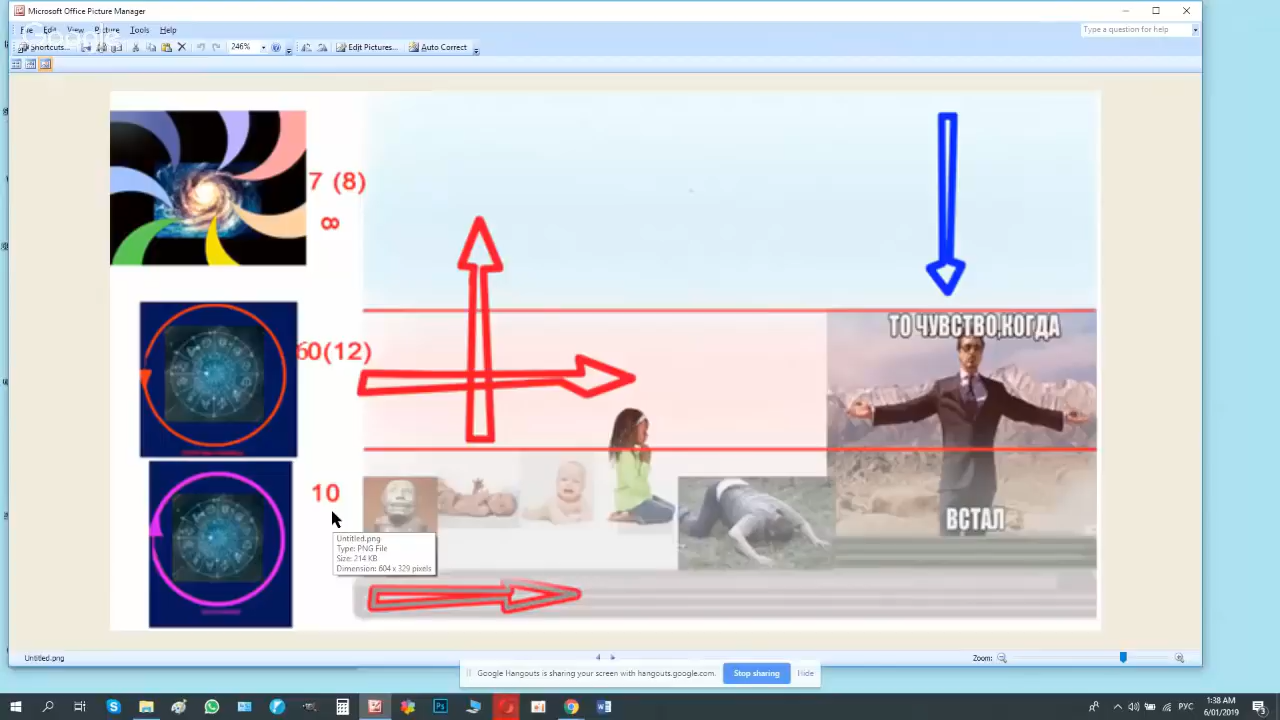 Microsoft Office Picture Manager
File Edit View Picture Tools Help
Type a question for help
Shortcuts...
246%
Edit Pictures...
Auto Correct
Google
7 (8)
∞
60(12)
10
ТО ЧУВСТВО,КОГДА
ВСТАЛ
Untitled.png
Type: PNG File
Size: 214 KB
Dimension: 604 x 329 pixels
Untitled.png
Zoom:
Google Hangouts is sharing your screen with hangouts.google.com.
Stop sharing
Hide
РУС
1:38 AM
6/01/2019